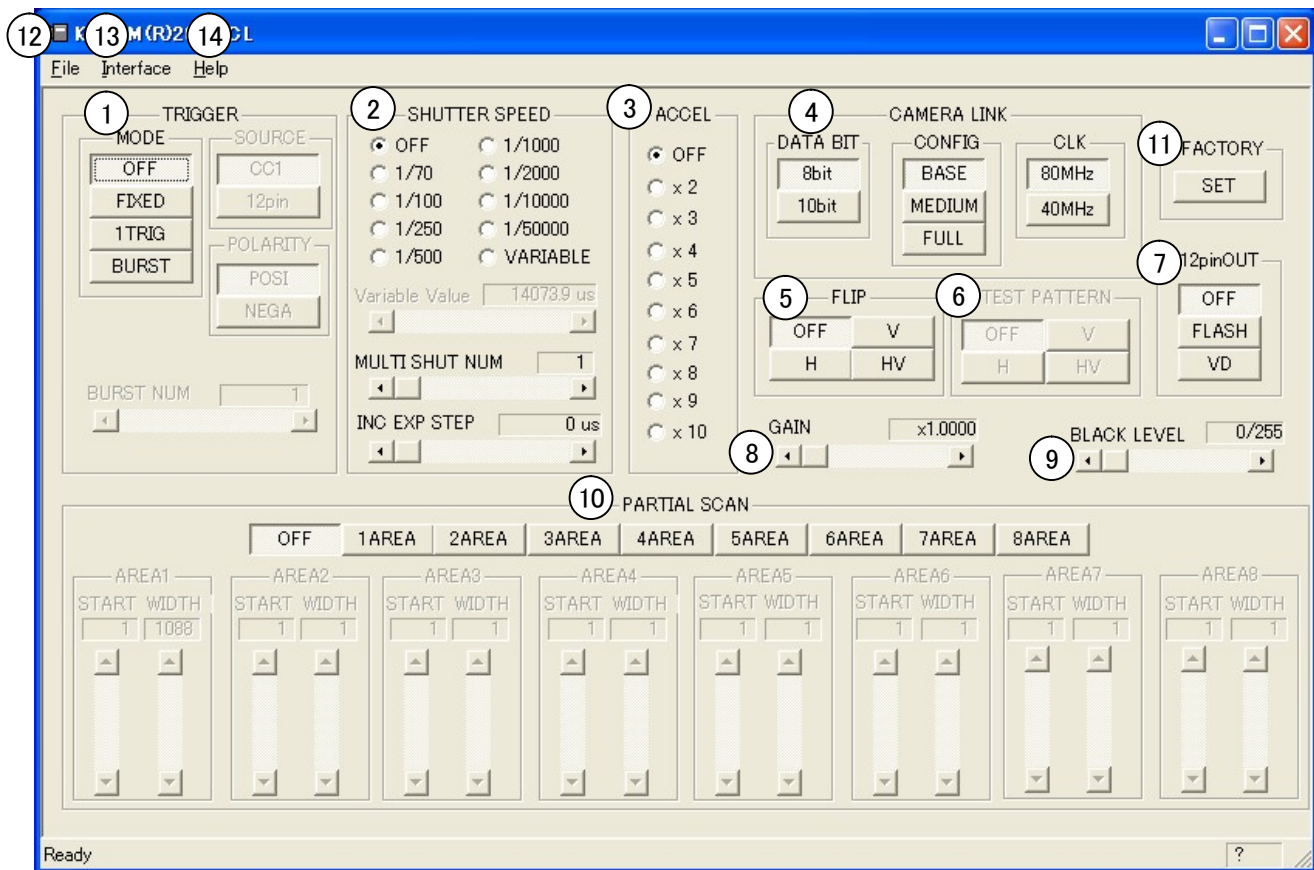 12 13 14
File Interface Help
1 TRIGGER
MODE
OFF
FIXED
1TRIG
BURST
SOURCE
CC1
12pin
POLARITY
POSI
NEGA
BURST NUM 1
2 SHUTTER SPEED
OFF 1/1000
1/70 1/2000
1/100 1/10000
1/250 1/50000
1/500 VARIABLE
Variable Value 14073.9 us
MULTI SHUT NUM 1
INC EXP STEP 0 us
3 ACCEL
OFF
x 2
x 3
x 4
x 5
x 6
x 7
x 8
x 9
x 10
4 CAMERA LINK
DATA BIT
8bit
10bit
CONFIG
BASE
MEDIUM
FULL
CLK
80MHz
40MHz
11 FACTORY
SET
5 FLIP
OFF V
H HV
6 TEST PATTERN
OFF V
H HV
7 12pinOUT
OFF
FLASH
VD
8 GAIN x1.0000
9 BLACK LEVEL 0/255
10 PARTIAL SCAN
OFF 1AREA 2AREA 3AREA 4AREA 5AREA 6AREA 7AREA 8AREA
AREA1 AREA2 AREA3 AREA4 AREA5 AREA6 AREA7 AREA8
START WIDTH START WIDTH START WIDTH START WIDTH START WIDTH START WIDTH START WIDTH START WIDTH
1 1088 1 1 1 1 1 1 1 1 1 1 1 1 1 1
Ready ?